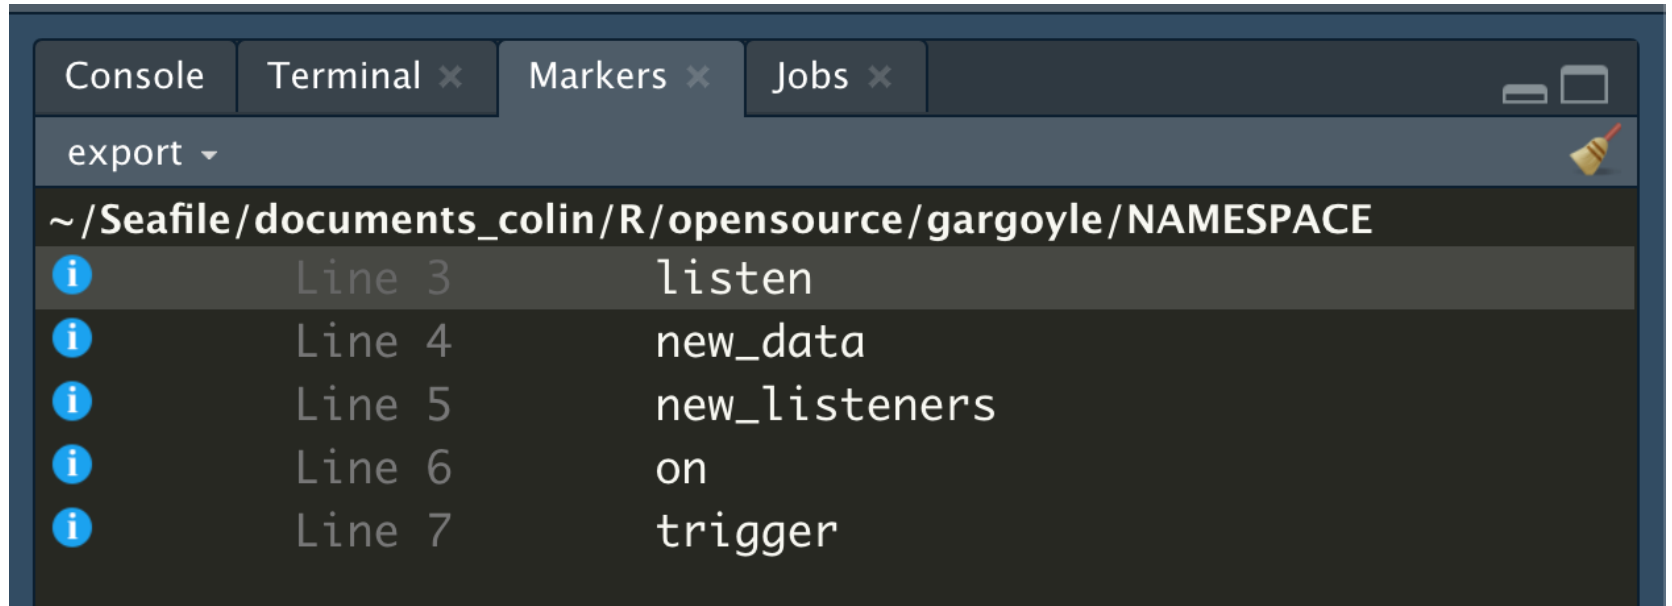 Console Terminal Markers Jobs
export
~/Seafile/documents_colin/R/opensource/gargoyle/NAMESPACE
Line 3 listen
Line 4 new_data
Line 5 new_listeners
Line 6 on
Line 7 trigger